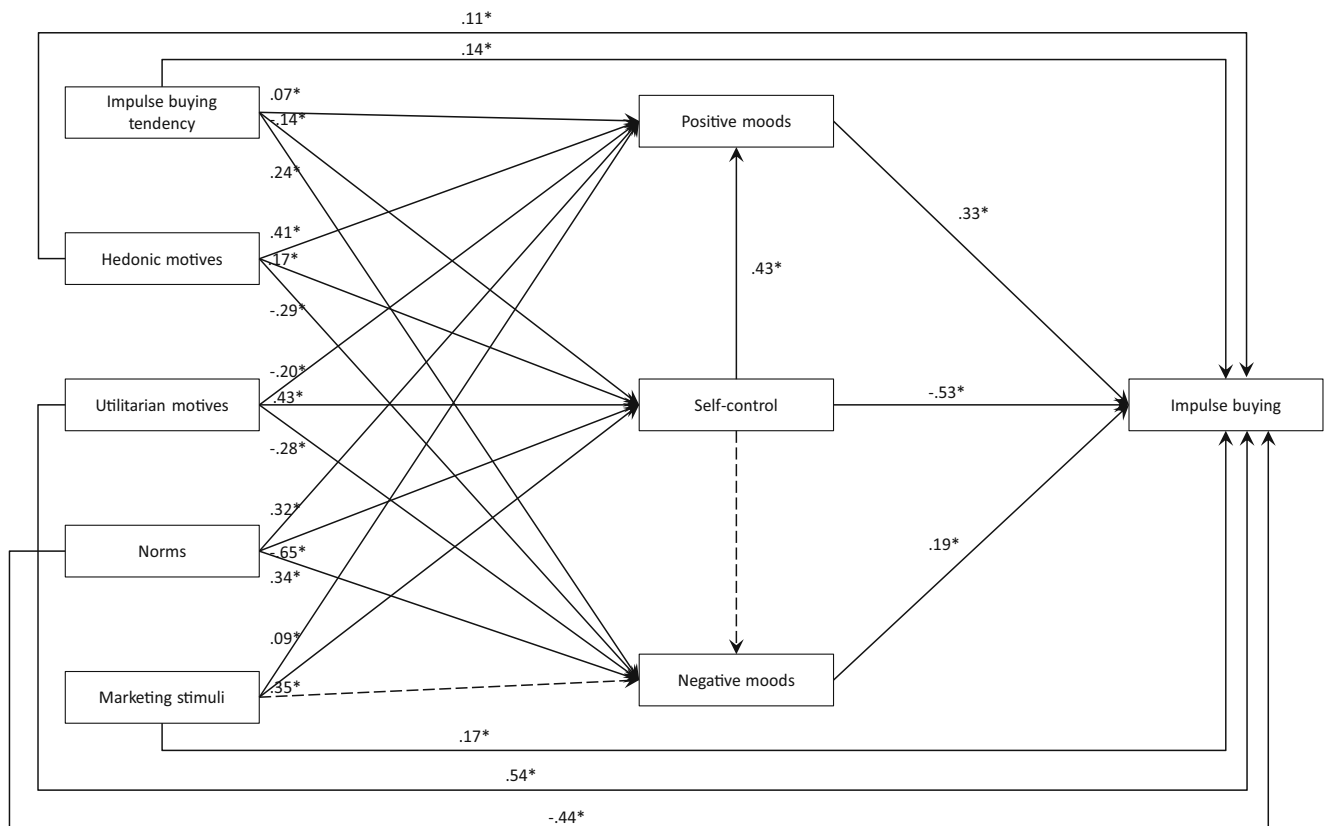 .11*
.14*
Impulse buying
tendency
.07*
-.14*
.24*
Positive moods
Hedonic motives
.41*
.17*
-.29*
.33*
.43*
Utilitarian motives
-.20*
.43*
-.28*
Self-control
-.53*
Impulse buying
Norms
.32*
-.65*
.34*
.19*
Marketing stimuli
.09*
.35*
Negative moods
.17*
.54*
-.44*